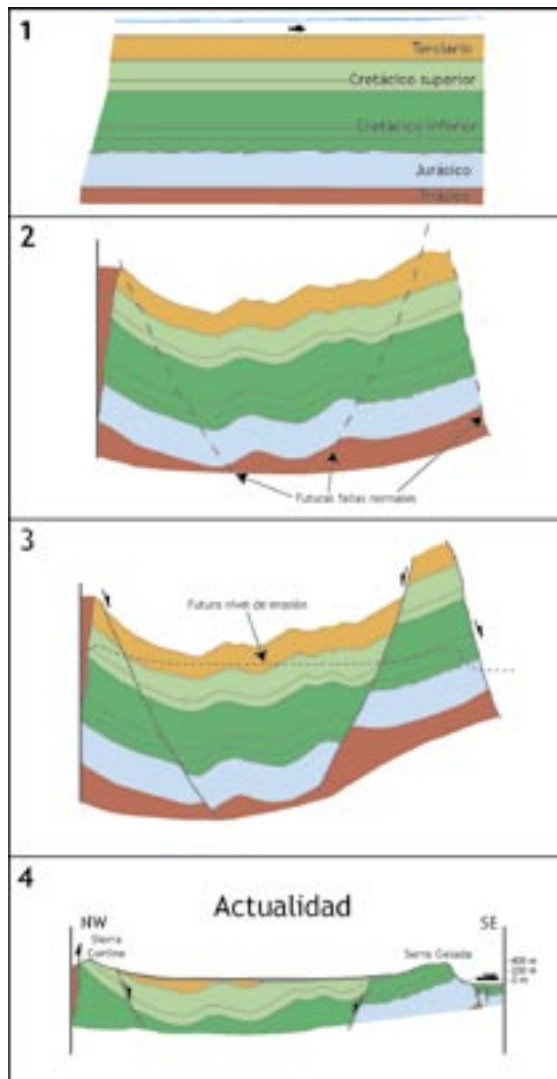 1
Terciario
Cretácico superior
Cretácico inferior
Jurásico
Triásico
2
Futuras fallas normales
3
Futuro nivel de erosión
4
Actualidad
NW
SE
Sierra
Cortina
Serra Gelada
400 m
200 m
0 m